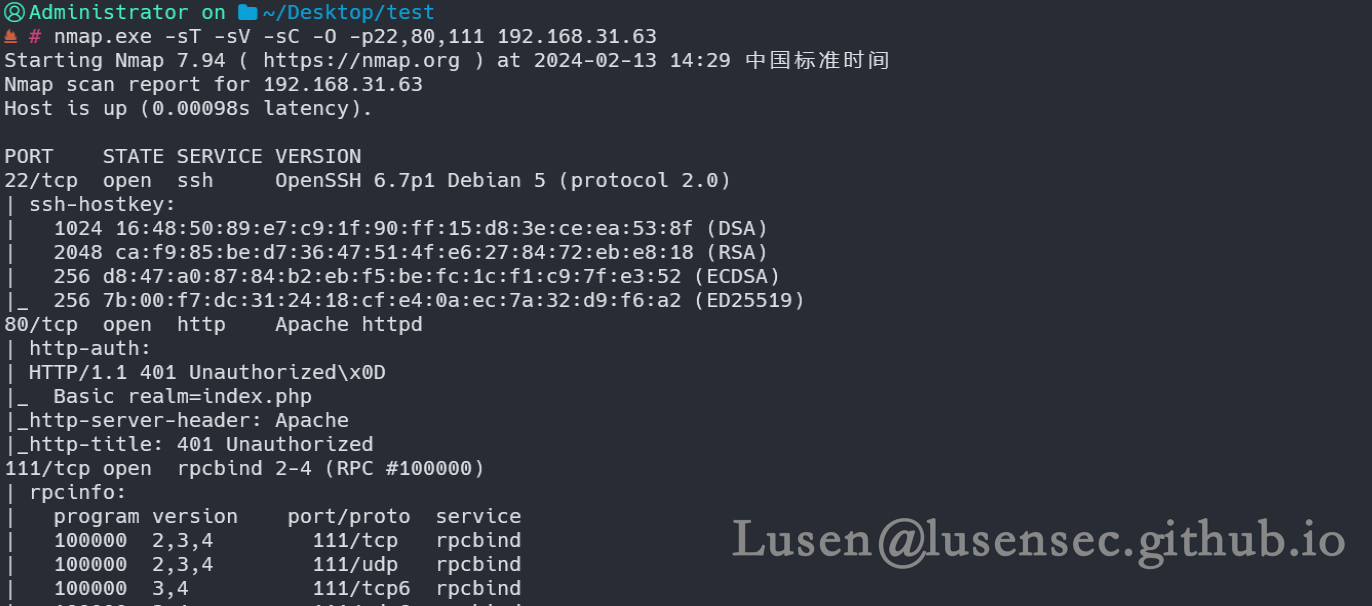 Administrator on ~/Desktop/test
# nmap.exe -sT -sV -sC -O -p22,80,111 192.168.31.63
Starting Nmap 7.94 ( https://nmap.org ) at 2024-02-13 14:29 中国标准时间
Nmap scan report for 192.168.31.63
Host is up (0.00098s latency).
PORT    STATE SERVICE VERSION
22/tcp  open  ssh     OpenSSH 6.7p1 Debian 5 (protocol 2.0)
| ssh-hostkey:
|   1024 16:48:50:89:e7:c9:1f:90:ff:15:d8:3e:ce:ea:53:8f (DSA)
|   2048 ca:f9:85:be:d7:36:47:51:4f:e6:27:84:72:eb:e8:18 (RSA)
|   256 d8:47:a0:87:84:b2:eb:f5:be:fc:1c:f1:c9:7f:e3:52 (ECDSA)
|_  256 7b:00:f7:dc:31:24:18:cf:e4:0a:ec:7a:32:d9:f6:a2 (ED25519)
80/tcp  open  http    Apache httpd
| http-auth:
| HTTP/1.1 401 Unauthorized\x0D
|_  Basic realm=index.php
|_http-server-header: Apache
|_http-title: 401 Unauthorized
111/tcp open  rpcbind 2-4 (RPC #100000)
| rpcinfo:
|   program version    port/proto  service
|   100000  2,3,4        111/tcp   rpcbind
|   100000  2,3,4        111/udp   rpcbind
|   100000  3,4          111/tcp6  rpcbind
Lusen@lusensec.github.io